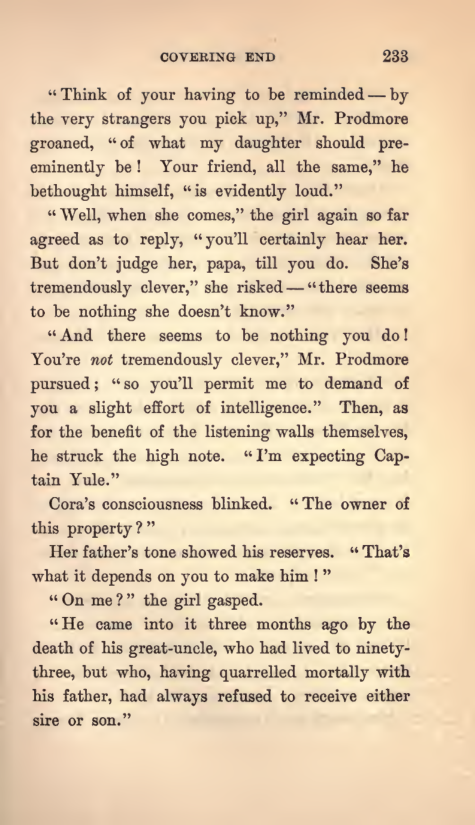 COVERING END 233
“Think of your having to be reminded — by
the very strangers you pick up,” Mr. Prodmore
groaned, “of what my daughter should pre-
eminently be! Your friend, all the same,” he
bethought himself, “is evidently loud.”
“Well, when she comes,” the girl again so far
agreed as to reply, “you’ll certainly hear her.
But don’t judge her, papa, till you do. She’s
tremendously clever,” she risked — “there seems
to be nothing she doesn’t know.”
“And there seems to be nothing you do!
You’re not tremendously clever,” Mr. Prodmore
pursued; “so you’ll permit me to demand of
you a slight effort of intelligence.” Then, as
for the benefit of the listening walls themselves,
he struck the high note. “I’m expecting Cap-
tain Yule.”
Cora’s consciousness blinked. “The owner of
this property?”
Her father’s tone showed his reserves. “That’s
what it depends on you to make him!”
“On me?” the girl gasped.
“He came into it three months ago by the
death of his great-uncle, who had lived to ninety-
three, but who, having quarrelled mortally with
his father, had always refused to receive either
sire or son.”